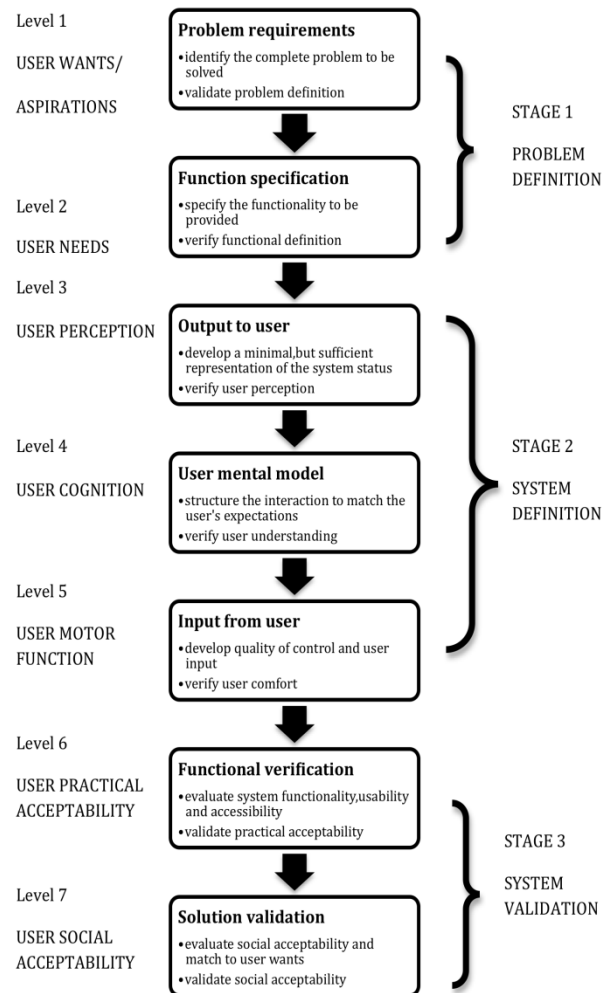 Level 1
USER WANTS/
ASPIRATIONS
Problem requirements
•identify the complete problem to be
solved
•validate problem definition
STAGE 1
PROBLEM
DEFINITION
Level 2
USER NEEDS
Function specification
•specify the functionality to be
provided
•verify functional definition
Level 3
USER PERCEPTION
Output to user
•develop a minimal,but sufficient
representation of the system status
•verify user perception
Level 4
USER COGNITION
User mental model
•structure the interaction to match the
user's expectations
•verify user understanding
STAGE 2
SYSTEM
DEFINITION
Level 5
USER MOTOR
FUNCTION
Input from user
•develop quality of control and user
input
•verify user comfort
Level 6
USER PRACTICAL
ACCEPTABILITY
Functional verification
•evaluate system functionality,usability
and accessibility
•validate practical acceptability
STAGE 3
SYSTEM
VALIDATION
Level 7
USER SOCIAL
ACCEPTABILITY
Solution validation
•evaluate social acceptability and
match to user wants
•validate social acceptability